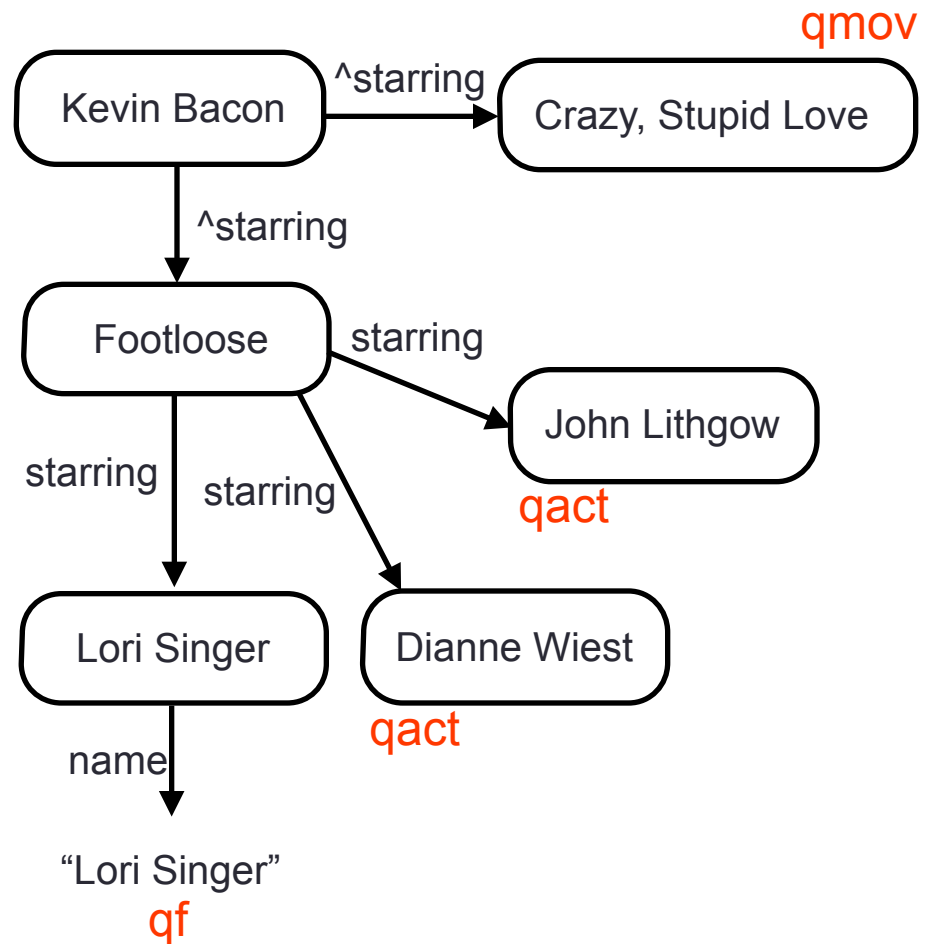 qmov
Kevin Bacon
^starring
Crazy, Stupid Love
^starring
Footloose
starring
John Lithgow
qact
starring
starring
Lori Singer
Dianne Wiest
qact
name
“Lori Singer”
qf